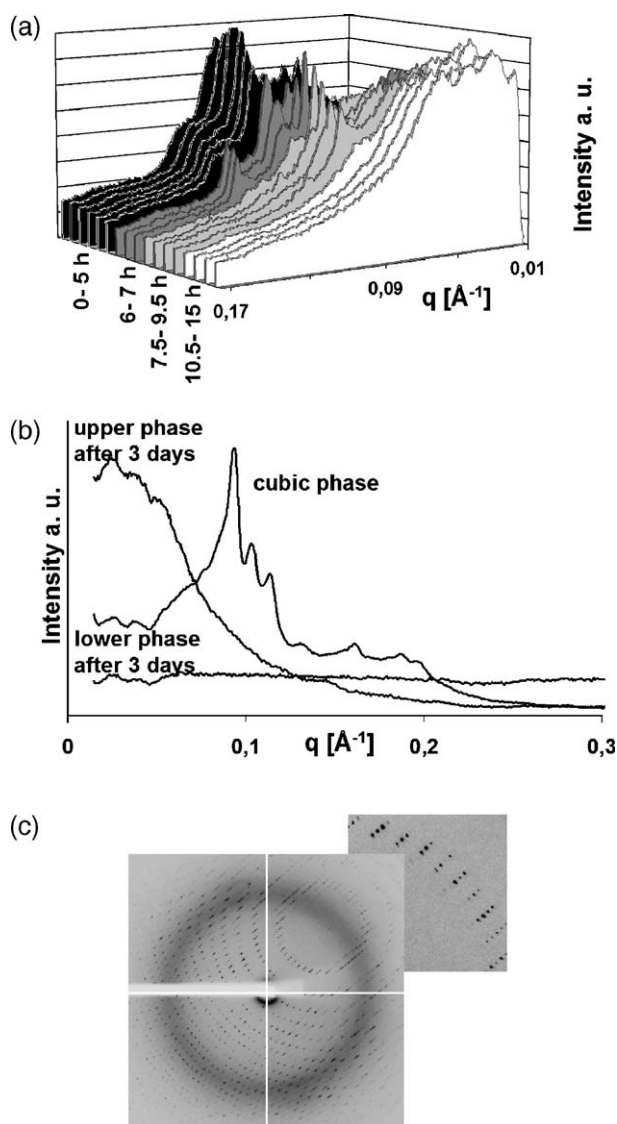 (a)
Intensity a. u.
0- 5 h
6- 7 h
7.5- 9.5 h
10.5- 15 h
0,17
0,09
0,01
q [Å⁻¹]
(b)
upper phase
after 3 days
cubic phase
lower phase
after 3 days
Intensity a. u.
0
0,1
0,2
0,3
q [Å⁻¹]
(c)